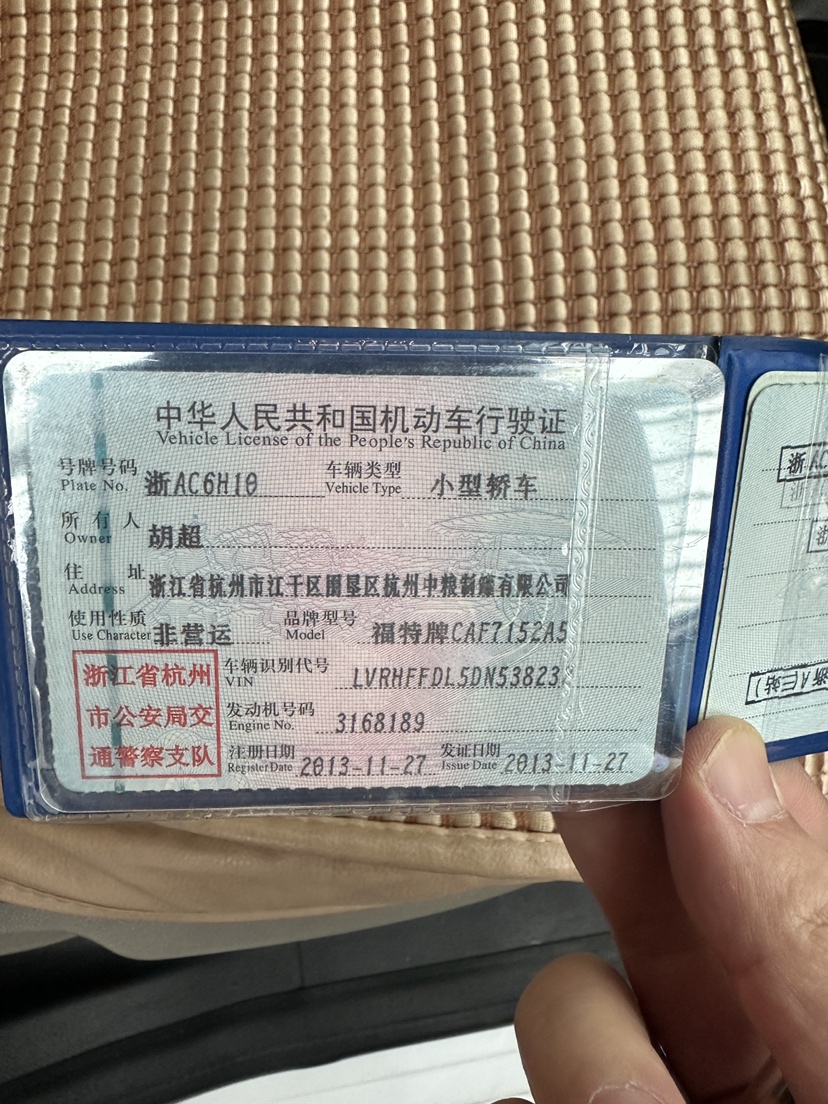 中华人民共和国机动车行驶证
Vehicle License of the People's Republic of China
号牌号码 浙AC6H10 车辆类型 小型轿车
Plate No. Vehicle Type
所有人 胡超
Owner
住址 浙江省杭州市江干区围垦区杭州中粮制罐有限公司
Address
使用性质 非营运 品牌型号 福特牌CAF7152A5
Use Character Model
浙江省杭州
市公安局交
通警察支队
车辆识别代号 LVRHFFDL5DN53823
VIN
发动机号码 3168189
Engine No.
注册日期 2013-11-27 发证日期 2013-11-27
Register Date Issue Date
浙AC
浙
浙A